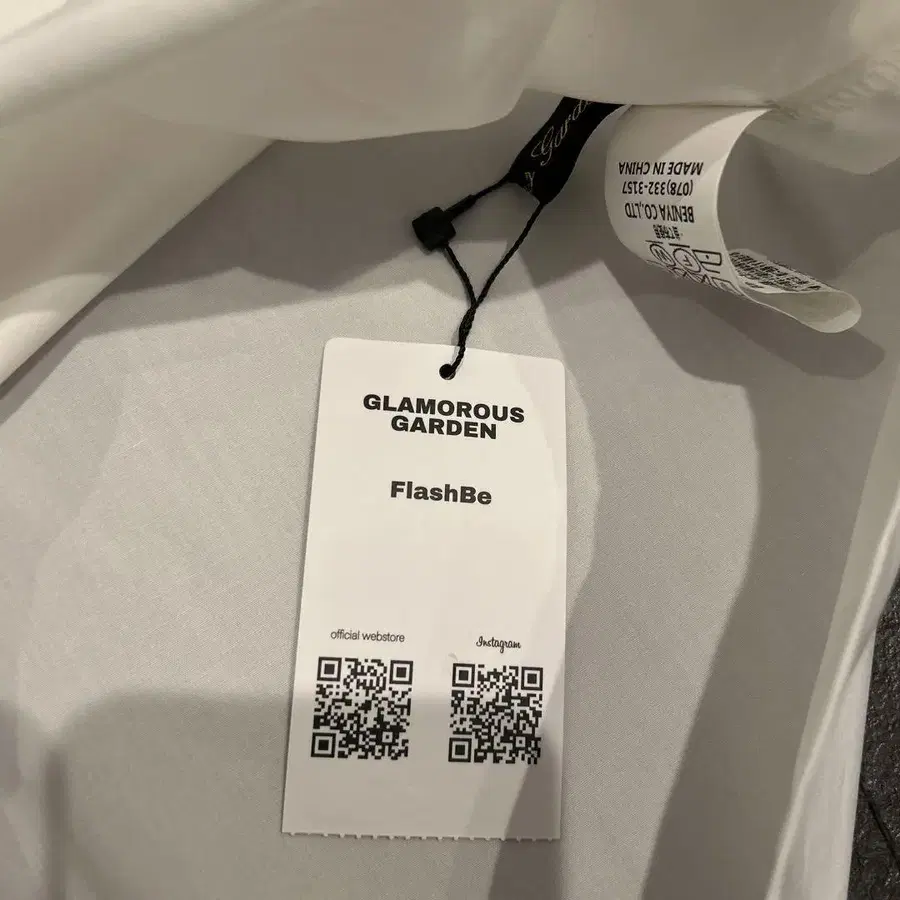 GLAMOROUS
GARDEN
FlashBe
official webstore
Instagram
MADE IN CHINA
(078)332-3157
BENIYA CO.,LTD